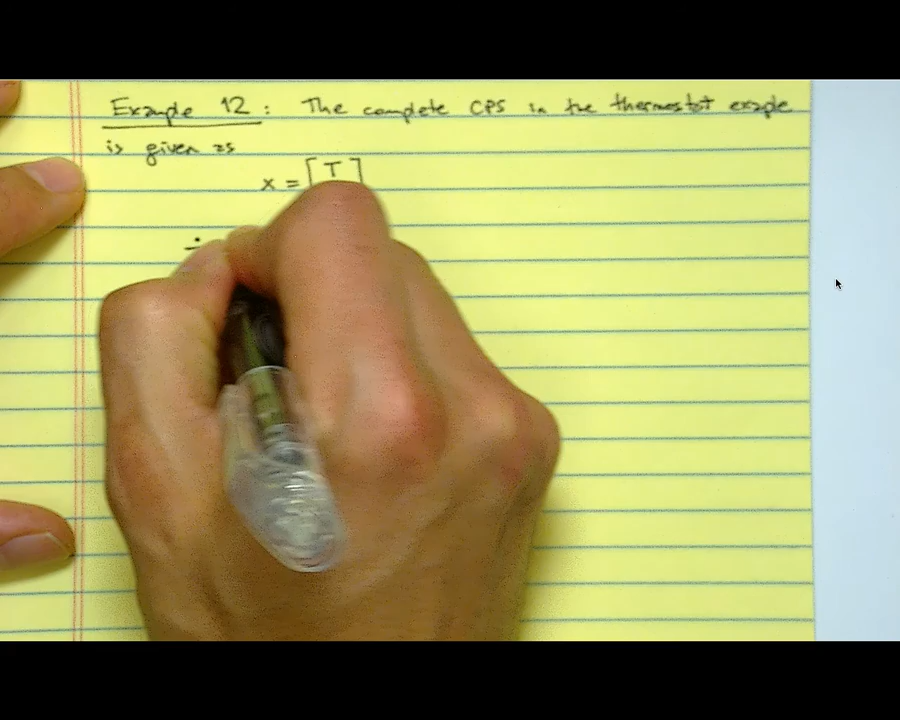 Example 12: The complete CPS in the thermostat example
is given as
x = [ T ]